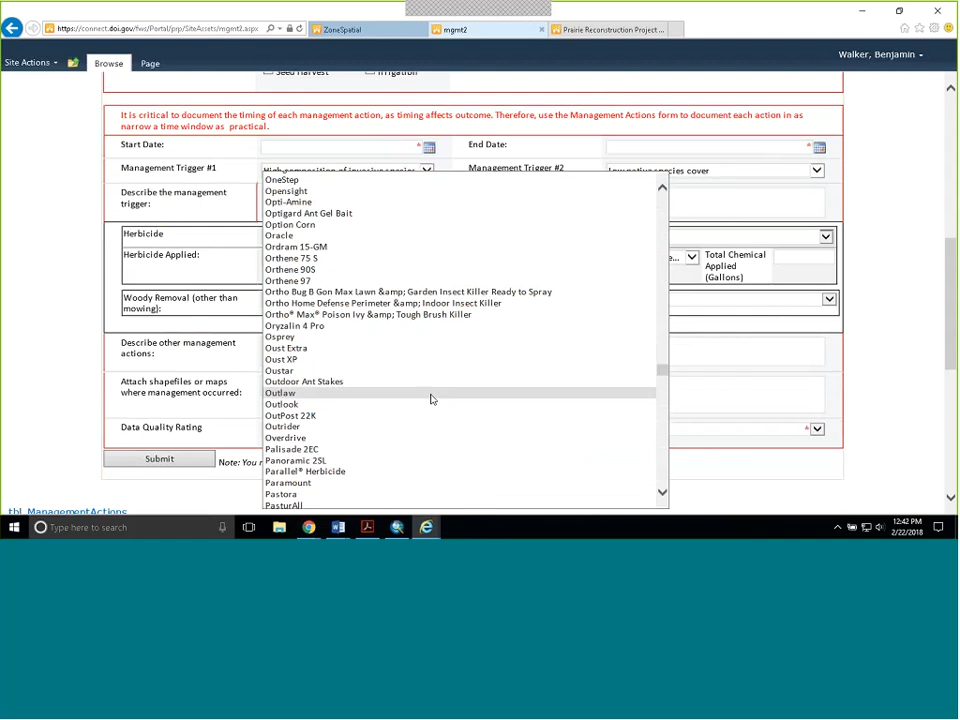 https://connect.doi.gov/fws/Portal/prp/SiteAssets/mgmt2.aspx
ZoneSpatial
mgmt2
Prairie Reconstruction Project ...
Site Actions
Browse
Page
Walker, Benjamin
Seed Harvest
Irrigation
It is critical to document the timing of each management action, as timing affects outcome. Therefore, use the Management Actions form to document each action in as
narrow a time window as practical.
Start Date:
*
End Date:
*
Management Trigger #1
High composition of invasive species
Management Trigger #2
Low native species cover
Describe the management
trigger:
Herbicide
Herbicide Applied:
e...
Total Chemical
Applied
(Gallons)
Woody Removal (other than
mowing):
Describe other management
actions:
Attach shapefiles or maps
where management occurred:
Data Quality Rating
*
Submit
Note: You
OneStep
Opensight
Opti-Amine
Optigard Ant Gel Bait
Option Corn
Oracle
Ordram 15-GM
Orthene 75 S
Orthene 90S
Orthene 97
Ortho Bug B Gon Max Lawn &amp; Garden Insect Killer Ready to Spray
Ortho Home Defense Perimeter &amp; Indoor Insect Killer
Ortho® Max® Poison Ivy &amp; Tough Brush Killer
Oryzalin 4 Pro
Osprey
Oust Extra
Oust XP
Oustar
Outdoor Ant Stakes
Outlaw
Outlook
OutPost 22K
Outrider
Overdrive
Palisade 2EC
Panoramic 2SL
Parallel® Herbicide
Paramount
Pastora
PasturAll
tbl_ManagementActions
Type here to search
12:42 PM
2/22/2018